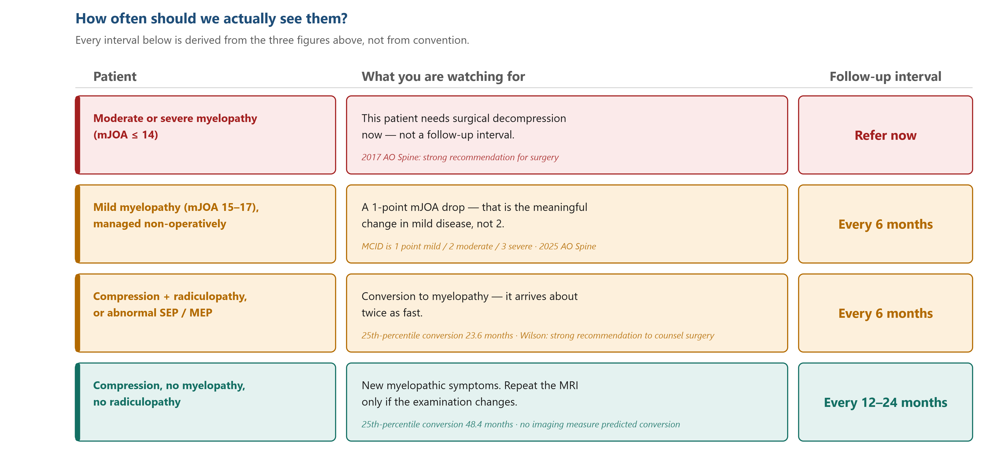 How often should we actually see them?
Every interval below is derived from the three figures above, not from convention.
Patient
What you are watching for
Follow-up interval
Moderate or severe myelopathy
(mJOA ≤ 14)
This patient needs surgical decompression
now — not a follow-up interval.
2017 AO Spine: strong recommendation for surgery
Refer now
Mild myelopathy (mJOA 15–17),
managed non-operatively
A 1-point mJOA drop — that is the meaningful
change in mild disease, not 2.
MCID is 1 point mild / 2 moderate / 3 severe · 2025 AO Spine
Every 6 months
Compression + radiculopathy,
or abnormal SEP / MEP
Conversion to myelopathy — it arrives about
twice as fast.
25th-percentile conversion 23.6 months · Wilson: strong recommendation to counsel surgery
Every 6 months
Compression, no myelopathy,
no radiculopathy
New myelopathic symptoms. Repeat the MRI
only if the examination changes.
25th-percentile conversion 48.4 months · no imaging measure predicted conversion
Every 12–24 months